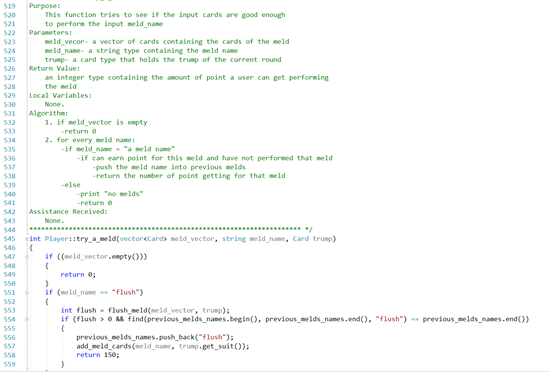 519 Purpose:
520 This function tries to see if the input cards are good enough
521 to perform the input meld_name
522 Parameters:
523 meld_vecor- a vector of cards containing the cards of the meld
524 meld_name- a string type containing the meld name
525 trump- a card type that holds the trump of the current round
526 Return Value:
527 an integer type containing the amount of point a user can get performing
528 the meld
529 Local Variables:
530 None.
531 Algorithm:
532 1. if meld_vector is empty
533 -return 0
534 2. for every meld name:
535 -if meld_name = "a meld name"
536 -if can earn point for this meld and have not performed that meld
537 -push the meld name into previous melds
538 -return the number of point getting for that meld
539 -else
540 -print "no melds"
541 -return 0
542 Assistance Received:
543 None.
544 ********************************************************************* */
545 int Player::try_a_meld(vector<Card> meld_vector, string meld_name, Card trump)
546 {
547 if ((meld_vector.empty()))
548 {
549 return 0;
550 }
551 if (meld_name == "flush")
552 {
553 int flush = flush_meld(meld_vector, trump);
554 if (flush > 0 && find(previous_melds_names.begin(), previous_melds_names.end(), "flush") == previous_melds_names.end())
555 {
556 previous_melds_names.push_back("flush");
557 add_meld_cards(meld_name, trump.get_suit());
558 return 150;
559 }